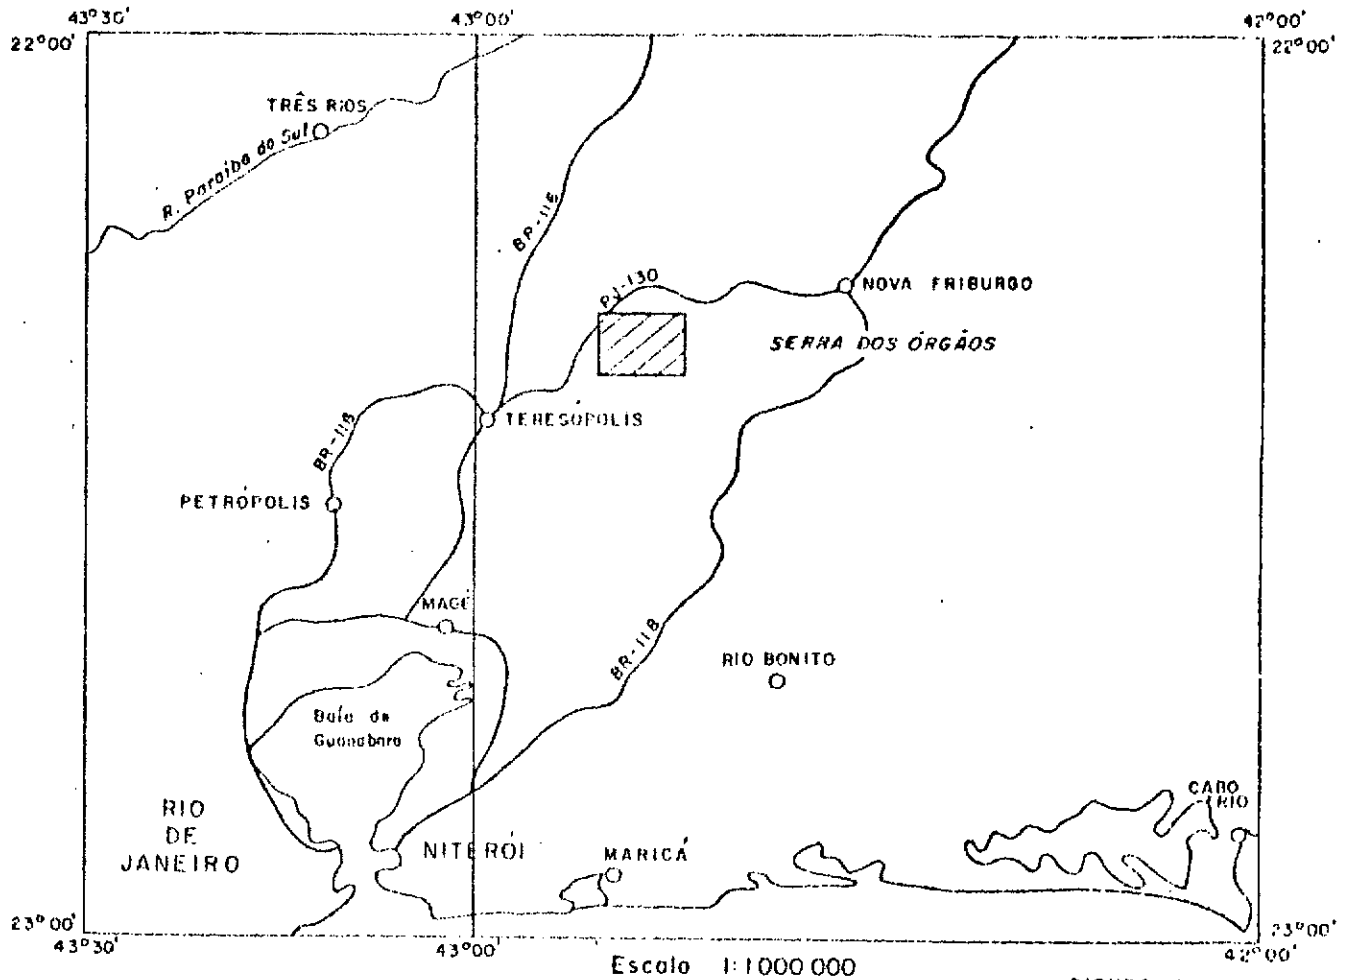 43°30'
43°00'
42°00'
22°00'
22°00'
TRÊS RIOS
R. Paraiba do Sul
BR-116
RJ-130
NOVA FRIBURGO
SERRA DOS ÓRGÃOS
TERESÓPOLIS
BR-118
PETRÓPOLIS
MAGÉ
BR-118
RIO BONITO
Baía de
Guanabara
CABO
FRIO
RIO
DE
JANEIRO
NITERÓI
MARICÁ
23°00'
23°00'
43°30'
43°00'
42°00'
Escala 1:1000 000